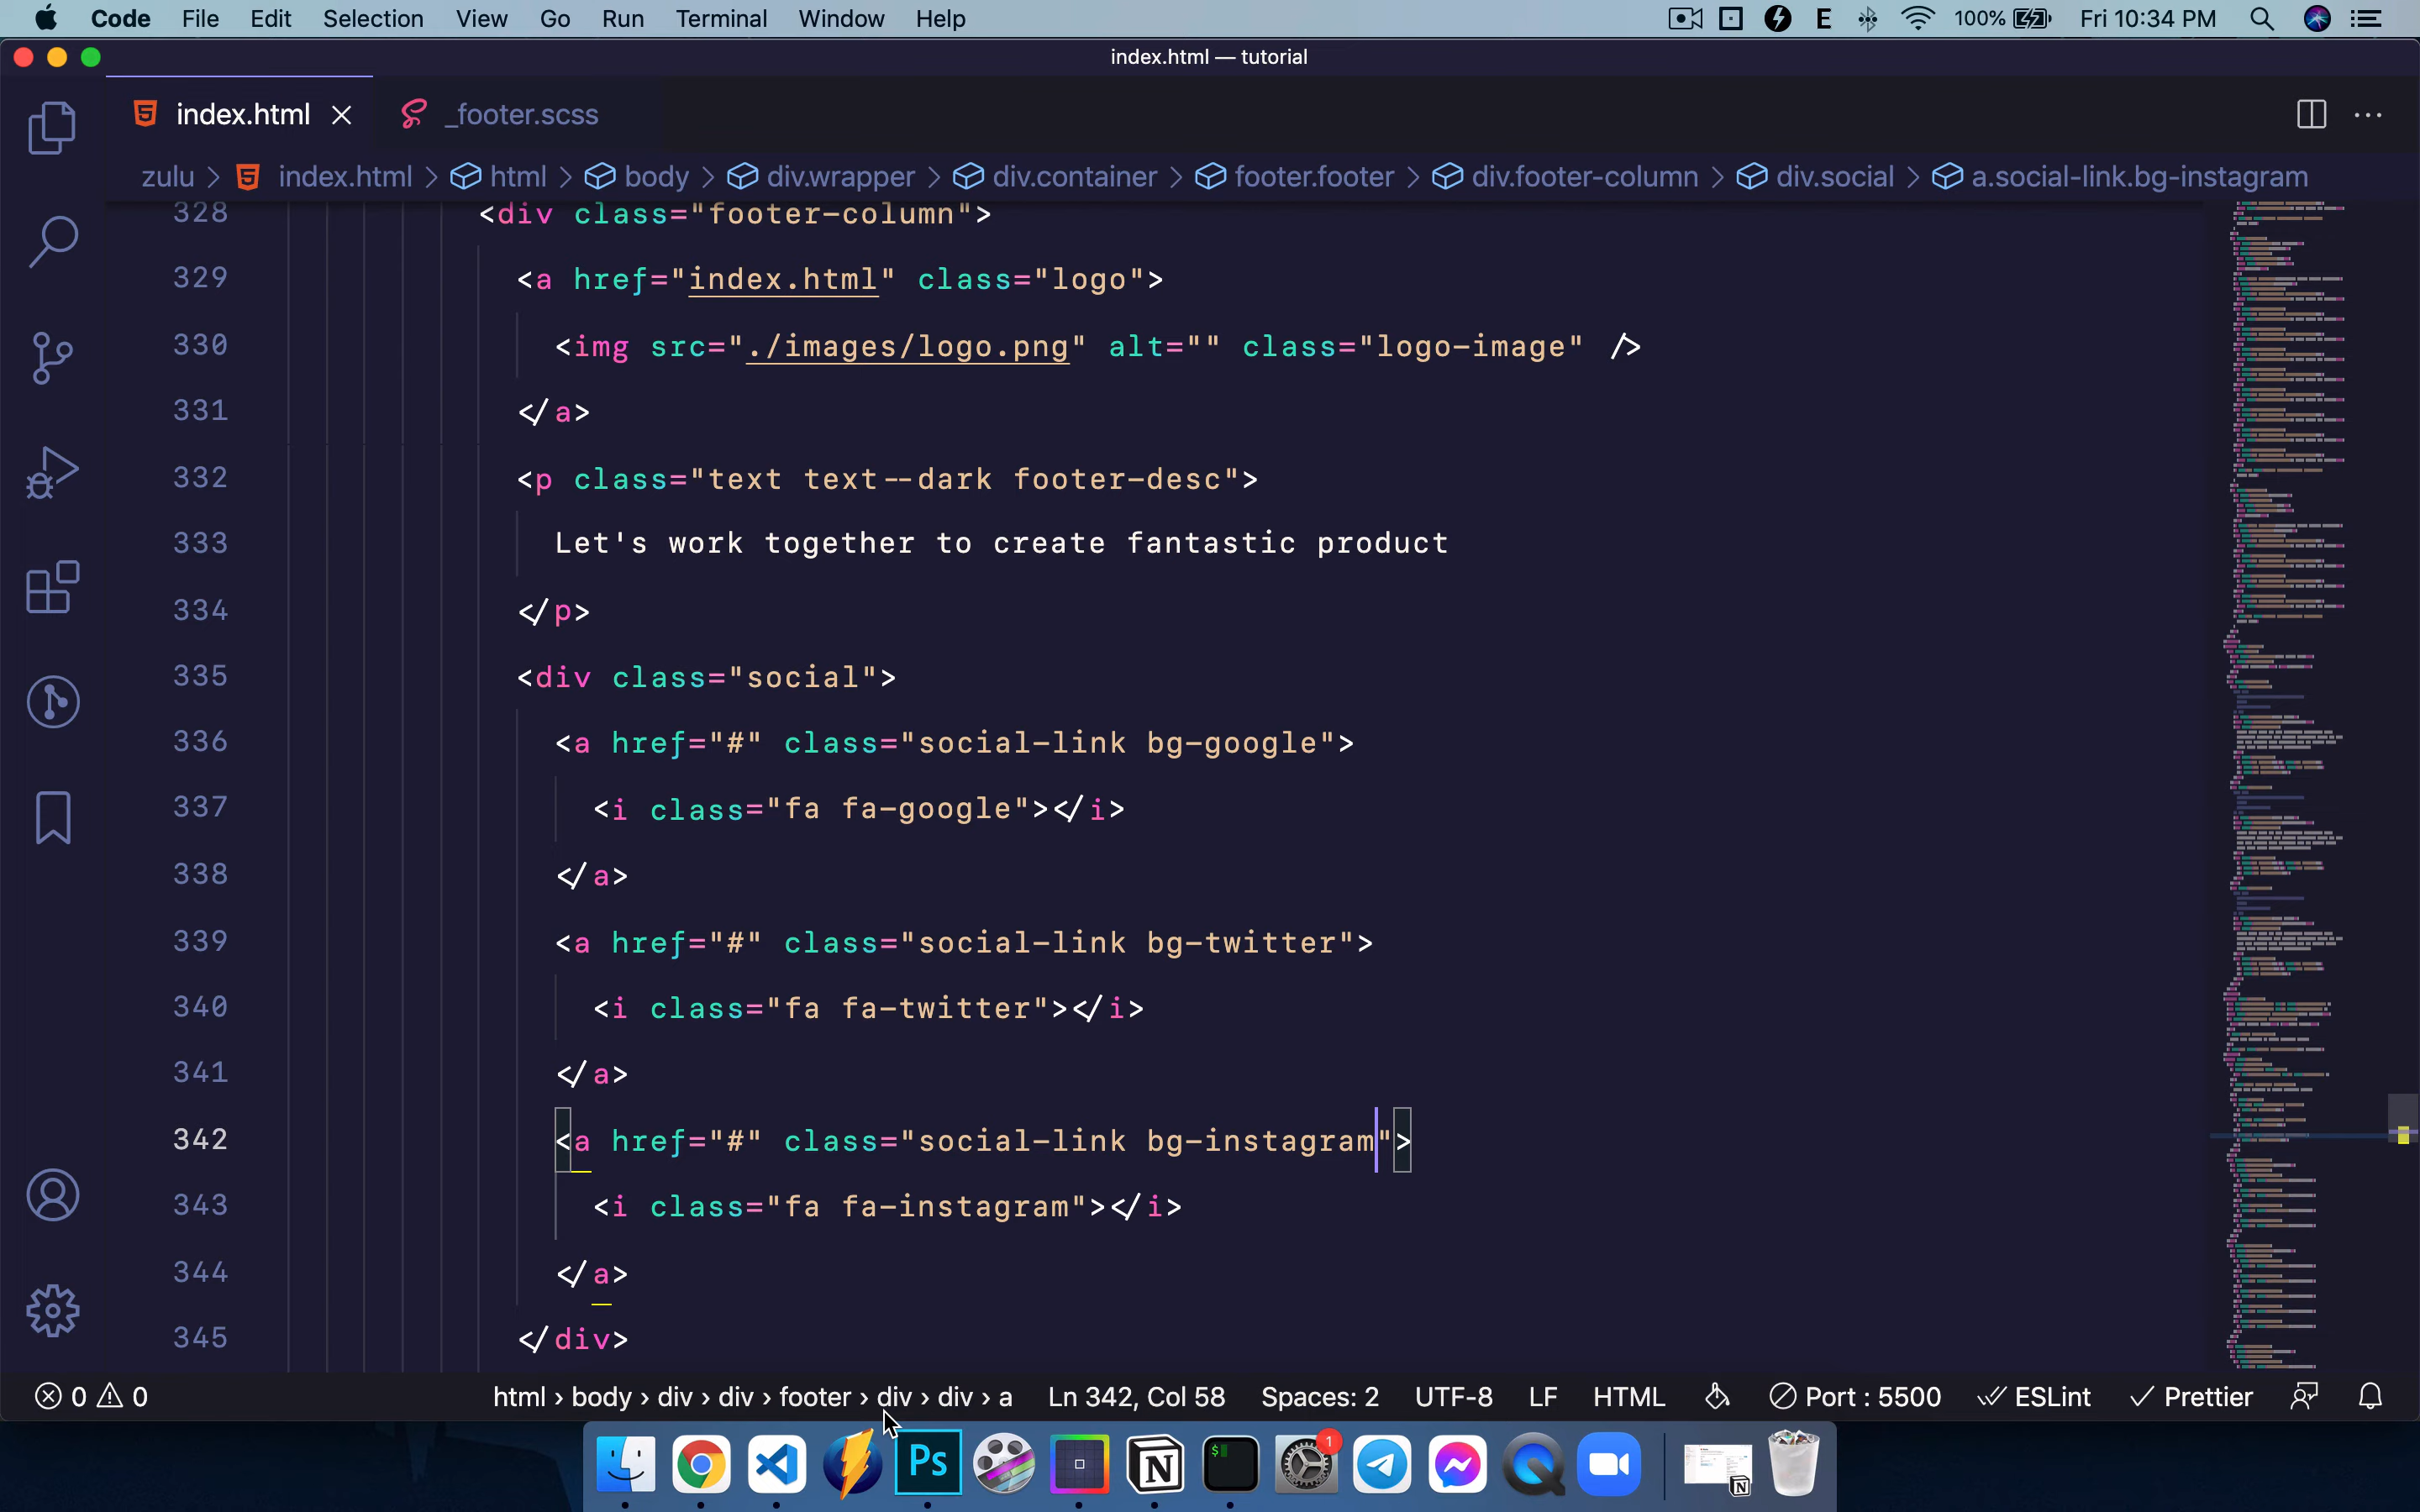 Code File Edit Selection View Go Run Terminal Window Help E 100% Fri 10:34 PM
index.html — tutorial
index.html _footer.scss
zulu > index.html > html > body > div.wrapper > div.container > footer.footer > div.footer-column > div.social > a.social-link.bg-instagram
328 <div class="footer-column">
329 <a href="index.html" class="logo">
330 <img src="./images/logo.png" alt="" class="logo-image" />
331 </a>
332 <p class="text text--dark footer-desc">
333 Let's work together to create fantastic product
334 </p>
335 <div class="social">
336 <a href="#" class="social-link bg-google">
337 <i class="fa fa-google"></i>
338 </a>
339 <a href="#" class="social-link bg-twitter">
340 <i class="fa fa-twitter"></i>
341 </a>
342 <a href="#" class="social-link bg-instagram">
343 <i class="fa fa-instagram"></i>
344 </a>
345 </div>
0 0 html › body › div › div › footer › div › div › a Ln 342, Col 58 Spaces: 2 UTF-8 LF HTML Port : 5500 ESLint Prettier
Ps N $ 1 N